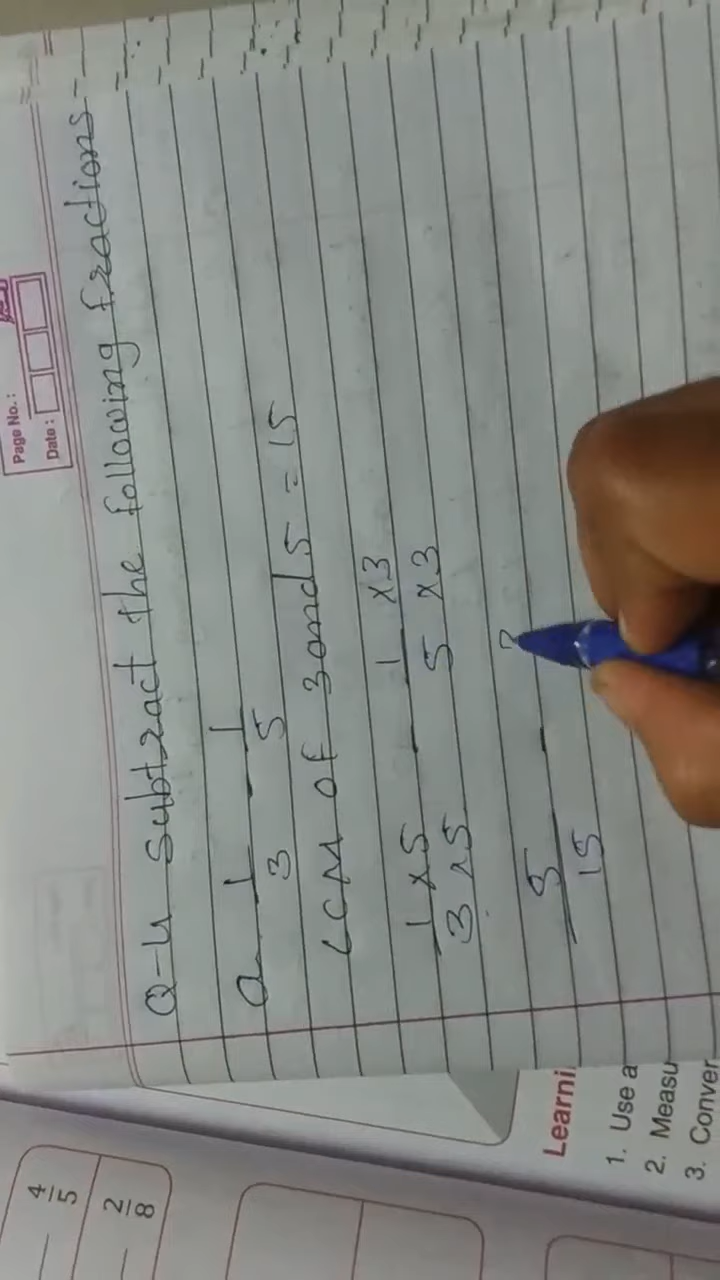 Page No.:
Date:
Q-4 subtract the following fractions-
a. 1/3 - 1/5
LCM of 3 and 5 = 15
1×5/3×5 - 1×3/5×3
5/15 -
Learni
1. Use a
2. Measu
3. Conver
4/5
2/8